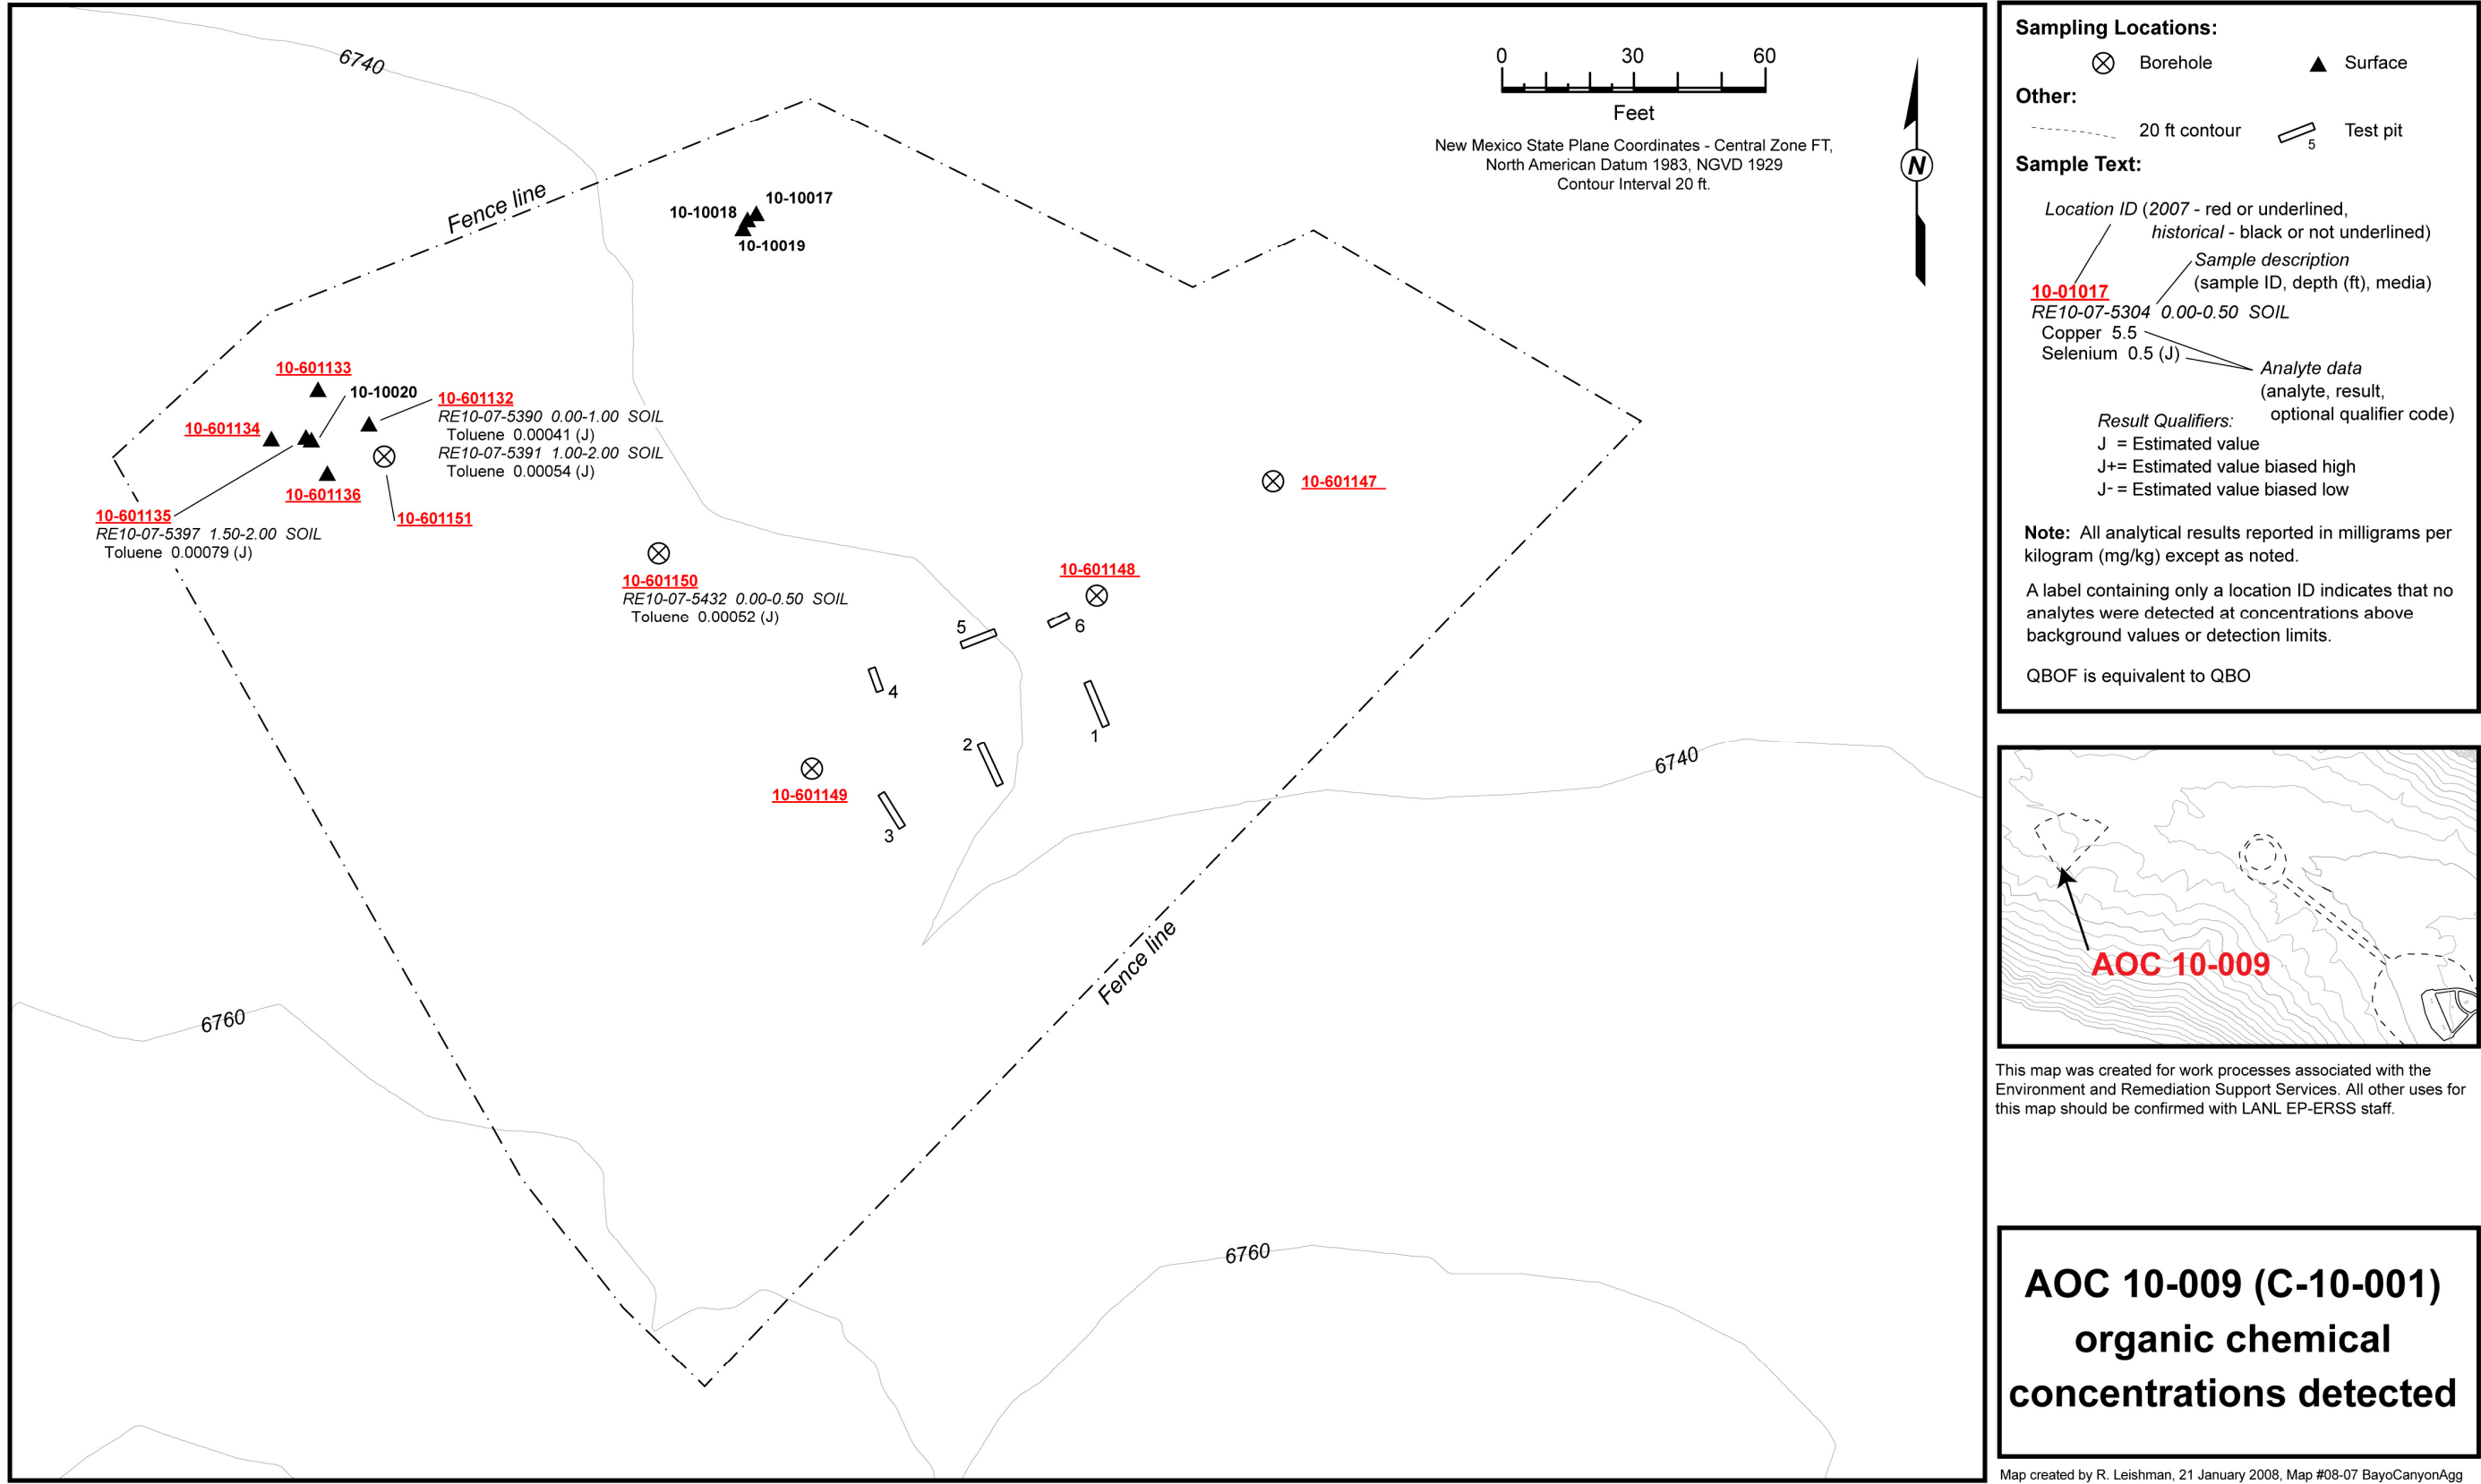 6740
0 30 60
Feet
New Mexico State Plane Coordinates - Central Zone FT,
North American Datum 1983, NGVD 1929
Contour Interval 20 ft.
N
Fence line
10-10018
10-10017
10-10019
10-601133
10-10020
10-601132
RE10-07-5390 0.00-1.00 SOIL
Toluene 0.00041 (J)
RE10-07-5391 1.00-2.00 SOIL
Toluene 0.00054 (J)
10-601134
10-601136
10-601135
RE10-07-5397 1.50-2.00 SOIL
Toluene 0.00079 (J)
10-601151
10-601147
10-601150
RE10-07-5432 0.00-0.50 SOIL
Toluene 0.00052 (J)
10-601148
5
6
4
1
2
3
10-601149
6740
Fence line
6760
6760
Sampling Locations:
Borehole Surface
Other:
20 ft contour Test pit
5
Sample Text:
Location ID (2007 - red or underlined,
historical - black or not underlined)
Sample description
(sample ID, depth (ft), media)
10-01017
RE10-07-5304 0.00-0.50 SOIL
Copper 5.5
Selenium 0.5 (J)
Analyte data
(analyte, result,
optional qualifier code)
Result Qualifiers:
J = Estimated value
J+= Estimated value biased high
J- = Estimated value biased low
Note: All analytical results reported in milligrams per
kilogram (mg/kg) except as noted.
A label containing only a location ID indicates that no
analytes were detected at concentrations above
background values or detection limits.
QBOF is equivalent to QBO
AOC 10-009
This map was created for work processes associated with the
Environment and Remediation Support Services. All other uses for
this map should be confirmed with LANL EP-ERSS staff.
AOC 10-009 (C-10-001)
organic chemical
concentrations detected
Map created by R. Leishman, 21 January 2008, Map #08-07 BayoCanyonAgg